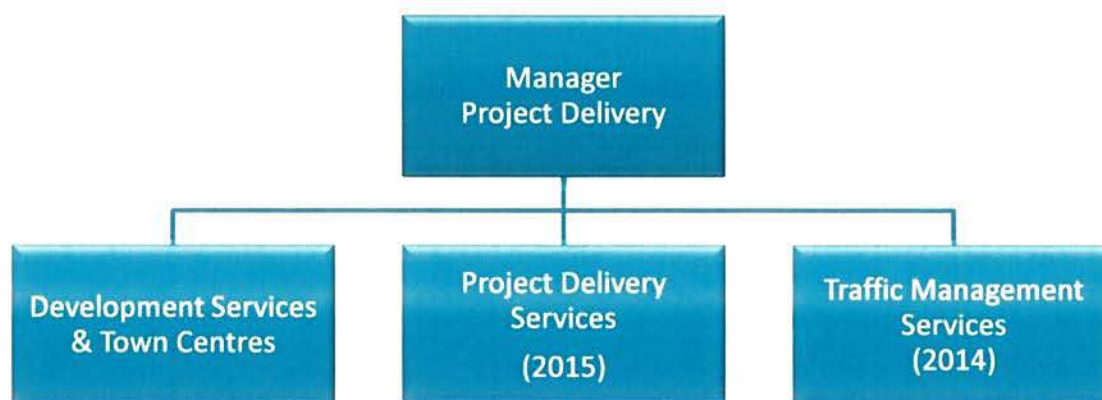 Manager
Project Delivery
Development Services
& Town Centres
Project Delivery
Services
(2015)
Traffic Management
Services
(2014)